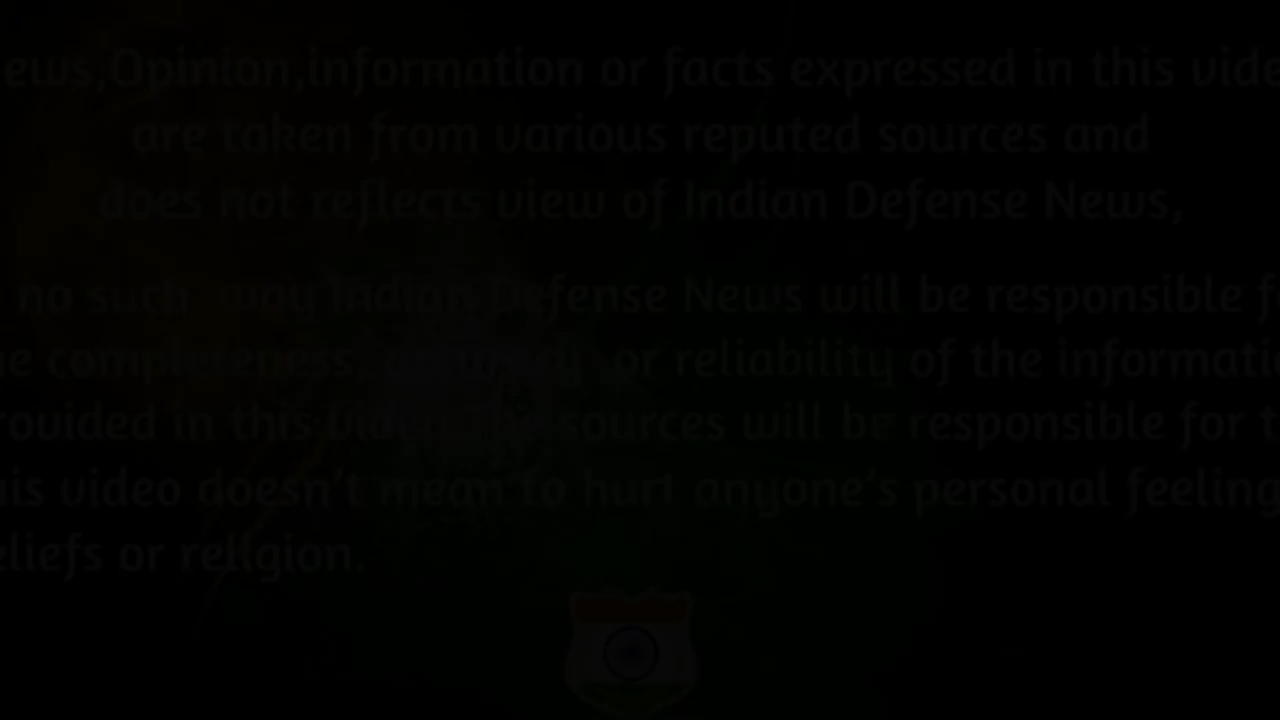 ews,Opinion,information or facts expressed in this vide
are taken from various reputed sources and
does not reflects view of Indian Defense News,
no such way Indian Defense News will be responsible f
e completeness, or reliability of the informati
rovided in this sources will be responsible for t
is video doesn't mean to hurt anyone's personal feeling
eliefs or religion.